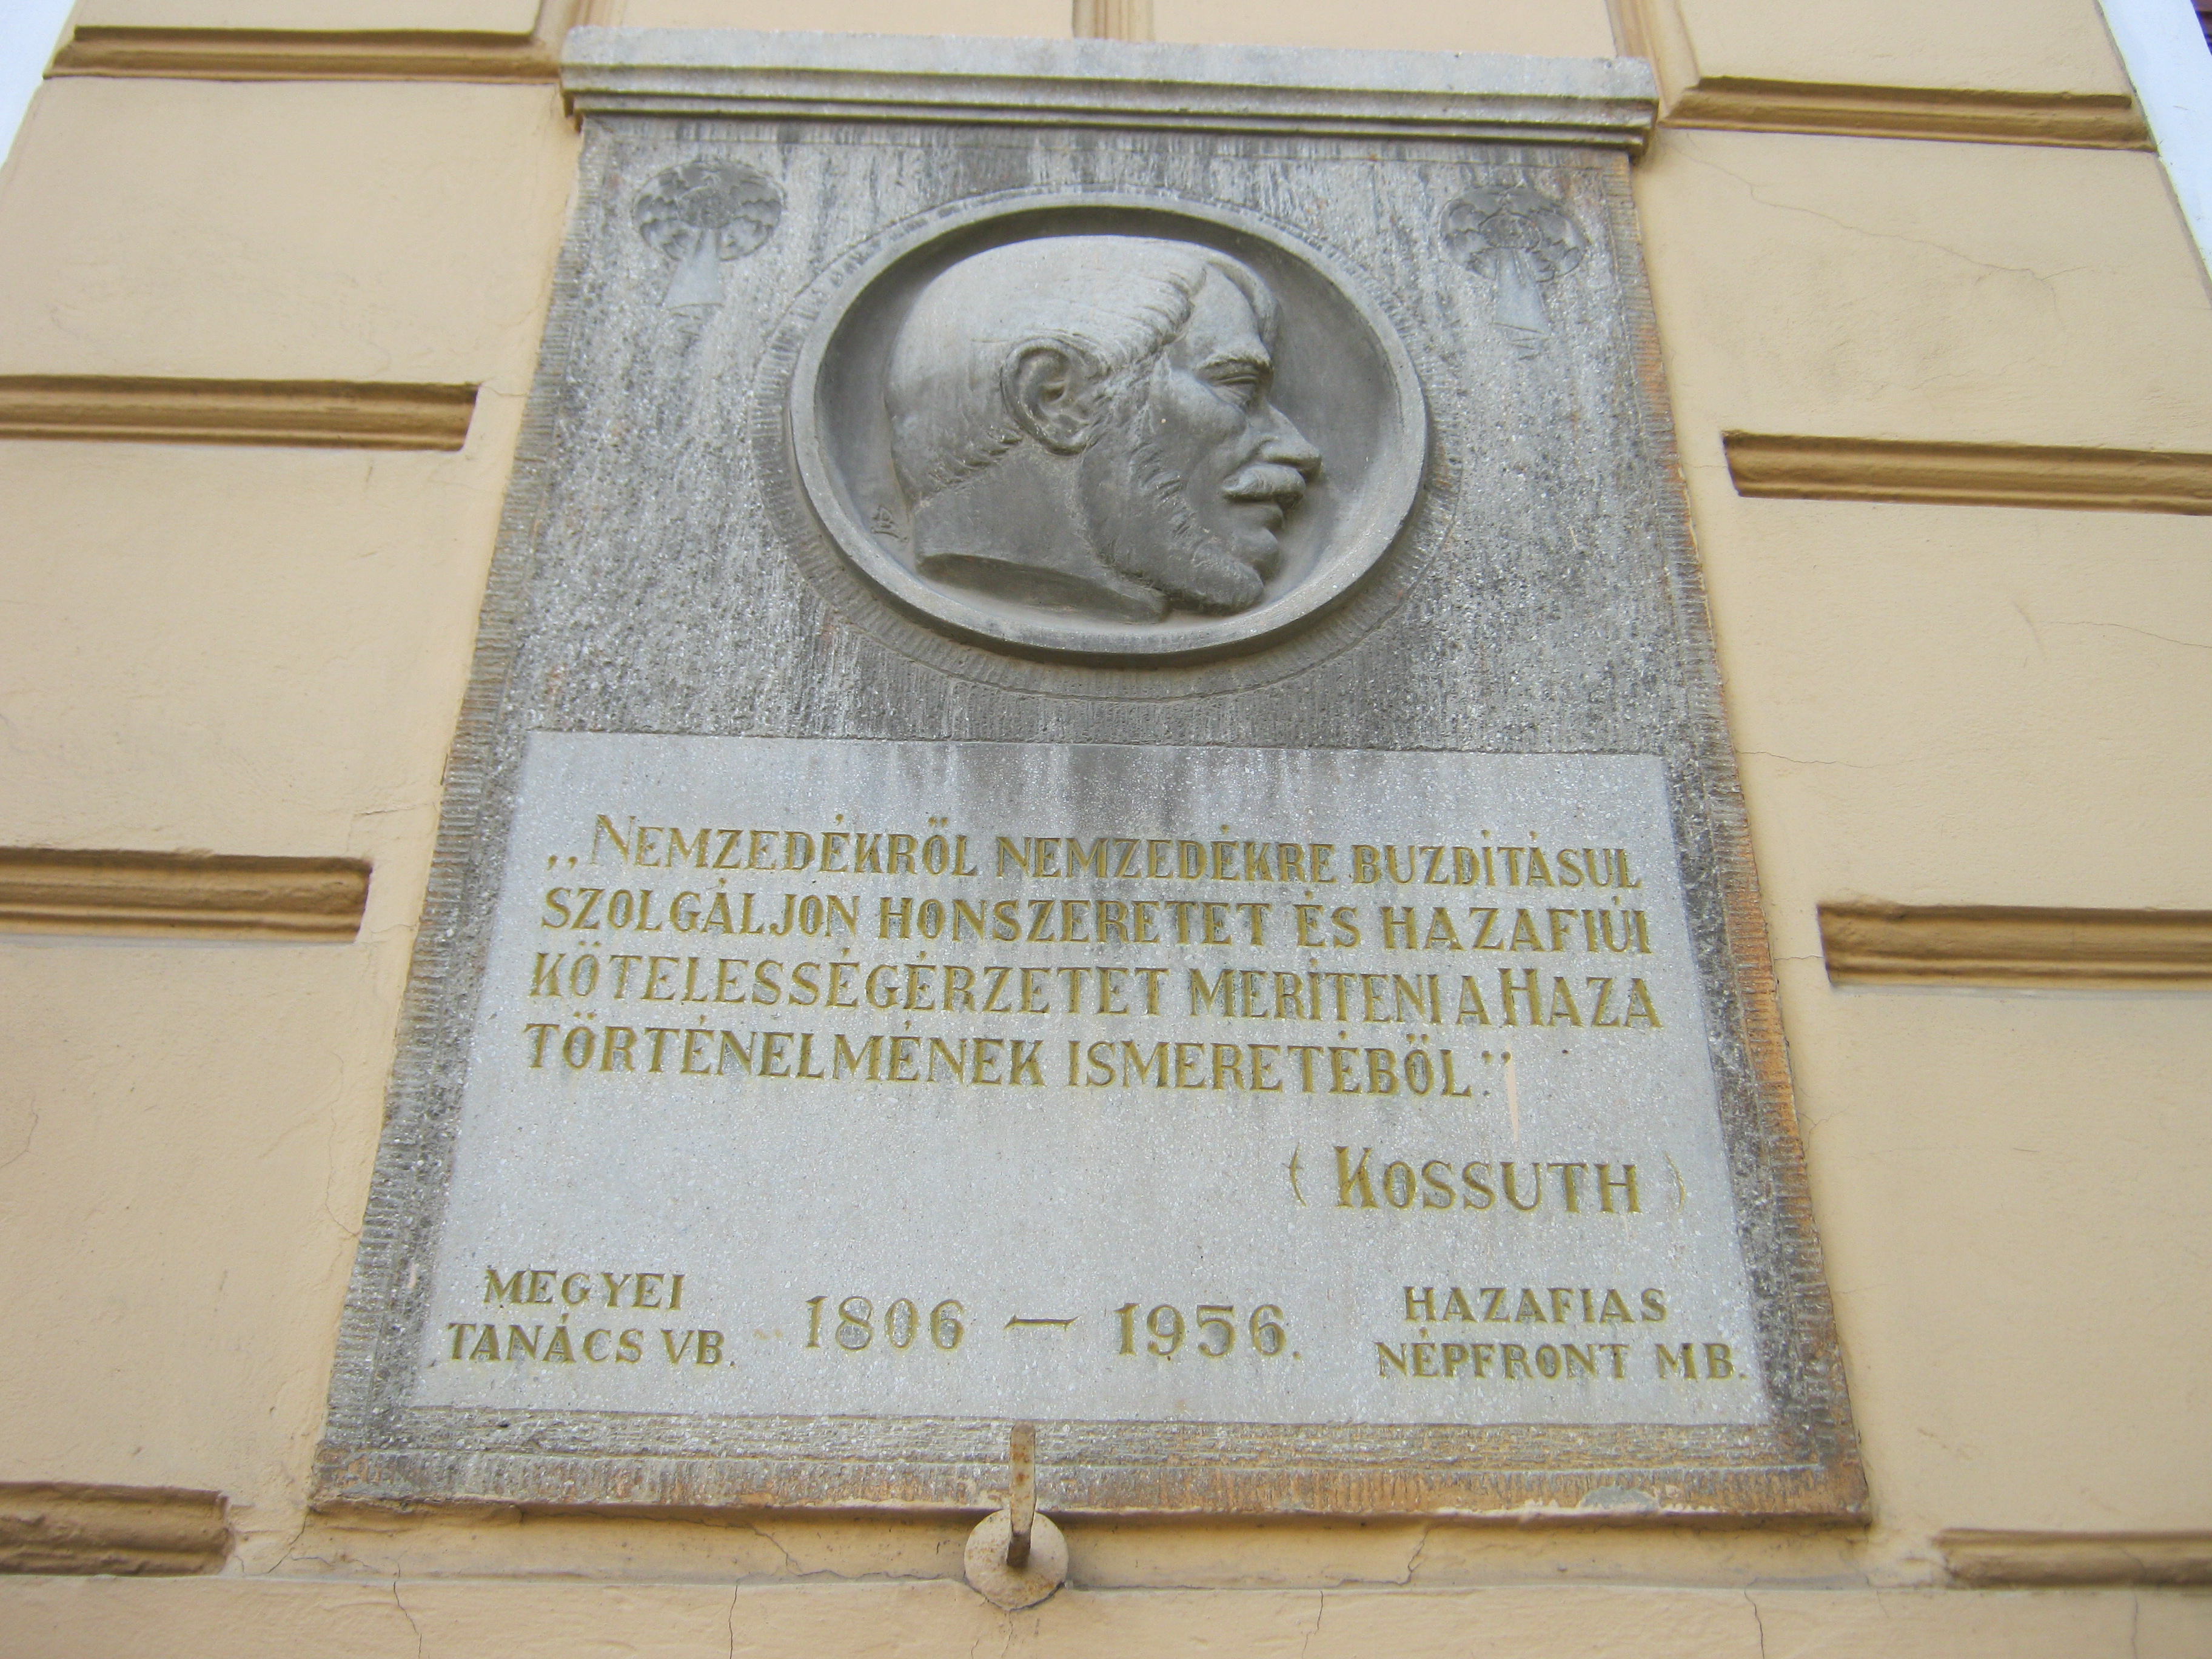 „NEMZEDÉKRŐL NEMZEDÉKRE BUZDÍTÁSUL
SZOLGÁLJON HONSZERETET ÉS HAZAFIÚI
KÖTELESSÉGÉRZETET MERÍTENI A HAZA
TÖRTÉNELMÉNEK ISMERETÉBŐL”
(KOSSUTH)
MEGYEI
TANÁCS VB.
1806 — 1956.
HAZAFIAS
NÉPFRONT MB.